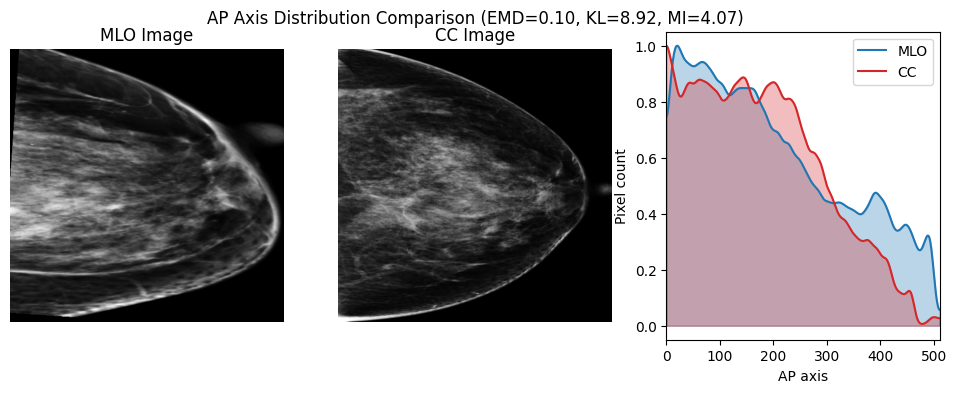 AP Axis Distribution Comparison (EMD=0.10, KL=8.92, MI=4.07)
MLO Image
CC Image
MLO
CC
Pixel count
1.0
0.8
0.6
0.4
0.2
0.0
0 100 200 300 400 500
AP axis